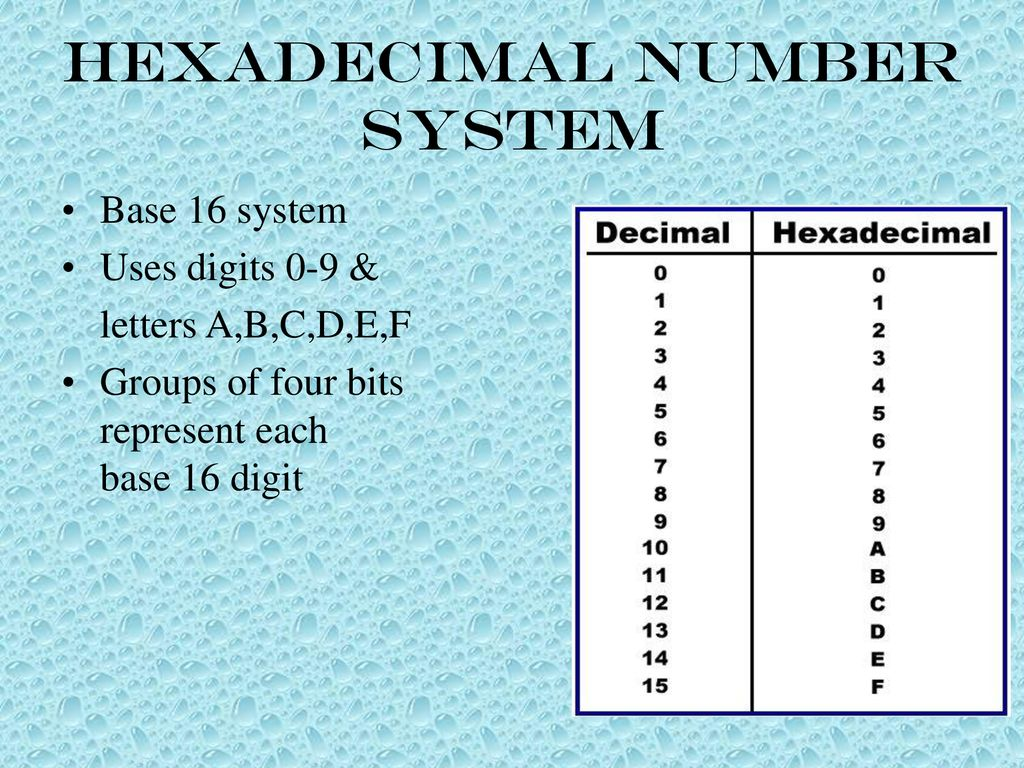 HEXADECIMAL NUMBER
SYSTEM
• Base 16 system
• Uses digits 0-9 &
letters A,B,C,D,E,F
• Groups of four bits
represent each
base 16 digit
Decimal Hexadecimal
0 0
1 1
2 2
3 3
4 4
5 5
6 6
7 7
8 8
9 9
10 A
11 B
12 C
13 D
14 E
15 F